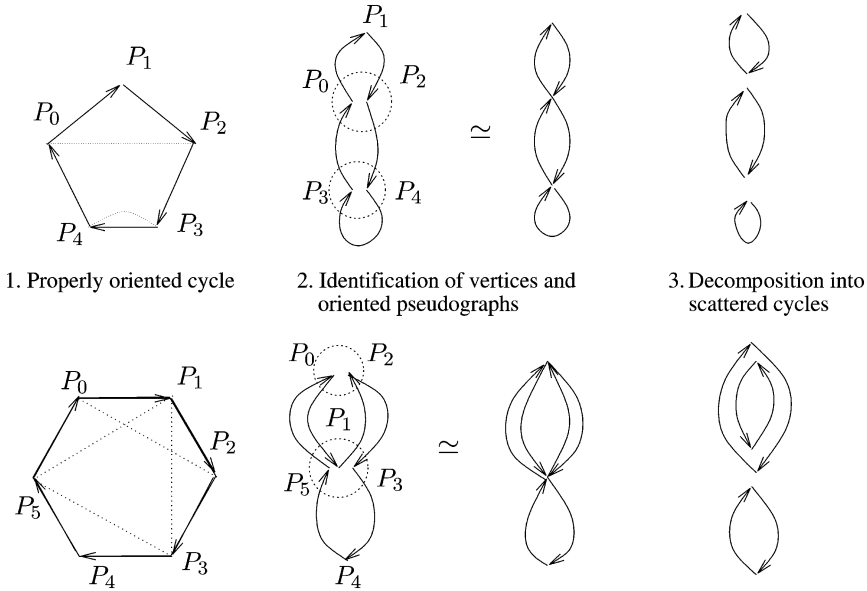 P₁
P₀
P₂
P₄
P₃
P₁
P₀
P₂
P₃
P₄
≃
1. Properly oriented cycle
2. Identification of vertices and
oriented pseudographs
3. Decomposition into
scattered cycles
P₀
P₁
P₂
P₅
P₃
P₄
P₀
P₂
P₁
P₅
P₃
P₄
≃